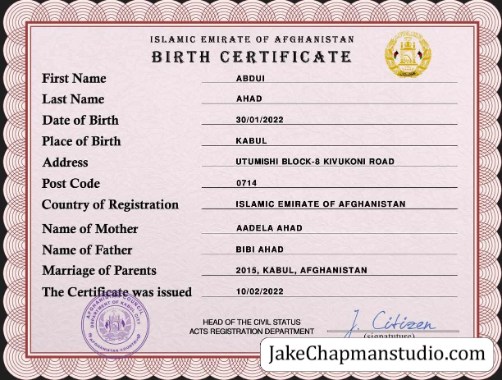 ISLAMIC EMIRATE OF AFGHANISTAN
BIRTH CERTIFICATE
First Name ABDUI
Last Name AHAD
Date of Birth 30/01/2022
Place of Birth KABUL
Address UTUMISHI BLOCK-8 KIVUKONI ROAD
Post Code 0714
Country of Registration ISLAMIC EMIRATE OF AFGHANISTAN
Name of Mother AADELA AHAD
Name of Father BIBI AHAD
Marriage of Parents 2015, KABUL, AFGHANISTAN
The Certificate was issued 10/02/2022
HEAD OF THE CIVIL STATUS
ACTS REGISTRATION DEPARTMENT
J. Citizen
JakeChapmanstudio.com